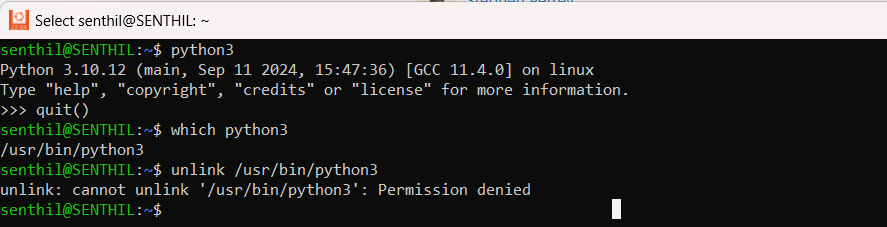 Select senthil@SENTHIL: ~
senthil@SENTHIL:~$ python3
Python 3.10.12 (main, Sep 11 2024, 15:47:36) [GCC 11.4.0] on linux
Type "help", "copyright", "credits" or "license" for more information.
>>> quit()
senthil@SENTHIL:~$ which python3
/usr/bin/python3
senthil@SENTHIL:~$ unlink /usr/bin/python3
unlink: cannot unlink '/usr/bin/python3': Permission denied
senthil@SENTHIL:~$